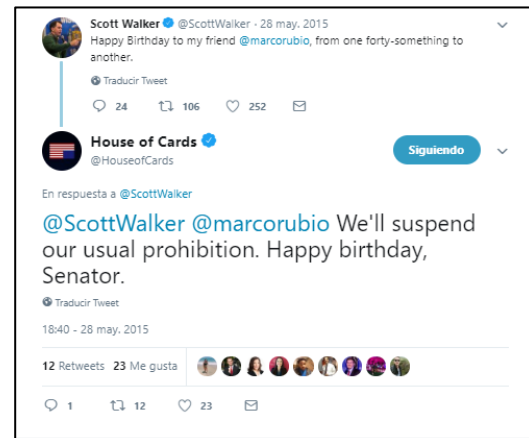 Scott Walker @ScottWalker · 28 may. 2015
Happy Birthday to my friend @marcorubio, from one forty-something to
another.
Traducir Tweet
24 106 252
House of Cards
@HouseofCards
Siguiendo
En respuesta a @ScottWalker
@ScottWalker @marcorubio We'll suspend
our usual prohibition. Happy birthday,
Senator.
Traducir Tweet
18:40 - 28 may. 2015
12 Retweets 23 Me gusta
1 12 23